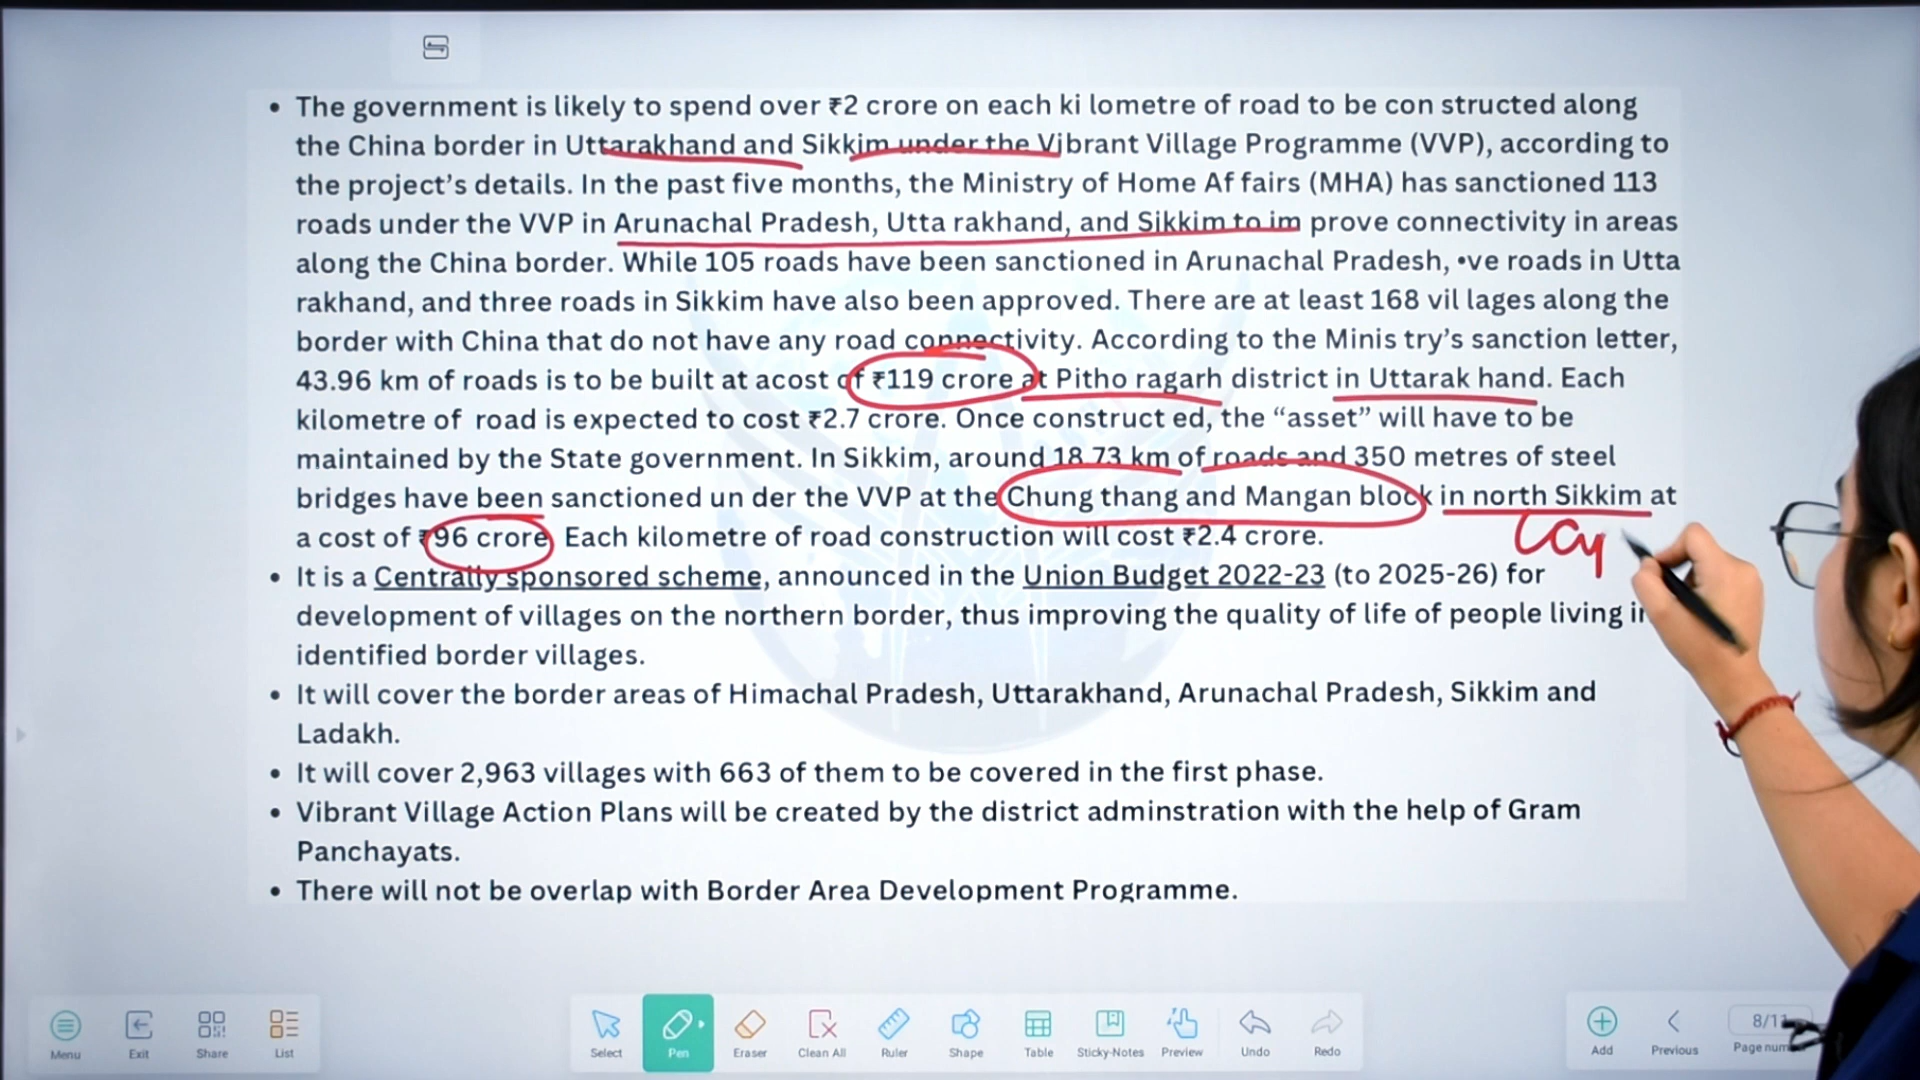 • The government is likely to spend over ₹2 crore on each ki lometre of road to be con structed along
the China border in Uttarakhand and Sikkim under the Vibrant Village Programme (VVP), according to
the project's details. In the past five months, the Ministry of Home Af fairs (MHA) has sanctioned 113
roads under the VVP in Arunachal Pradesh, Utta rakhand, and Sikkim to im prove connectivity in areas
along the China border. While 105 roads have been sanctioned in Arunachal Pradesh, •ve roads in Utta
rakhand, and three roads in Sikkim have also been approved. There are at least 168 vil lages along the
border with China that do not have any road connectivity. According to the Minis try's sanction letter,
43.96 km of roads is to be built at acost of ₹119 crore at Pitho ragarh district in Uttarak hand. Each
kilometre of road is expected to cost ₹2.7 crore. Once construct ed, the “asset” will have to be
maintained by the State government. In Sikkim, around 18.73 km of roads and 350 metres of steel
bridges have been sanctioned un der the VVP at the Chung thang and Mangan block in north Sikkim at
a cost of ₹96 crore Each kilometre of road construction will cost ₹2.4 crore.
• It is a Centrally sponsored scheme, announced in the Union Budget 2022-23 (to 2025-26) for
development of villages on the northern border, thus improving the quality of life of people living in
identified border villages.
• It will cover the border areas of Himachal Pradesh, Uttarakhand, Arunachal Pradesh, Sikkim and
Ladakh.
• It will cover 2,963 villages with 663 of them to be covered in the first phase.
• Vibrant Village Action Plans will be created by the district adminstration with the help of Gram
Panchayats.
• There will not be overlap with Border Area Development Programme.
Menu Exit Share List Select Pen Eraser Clean All Ruler Shape Table Sticky-Notes Preview Undo Redo Add Previous